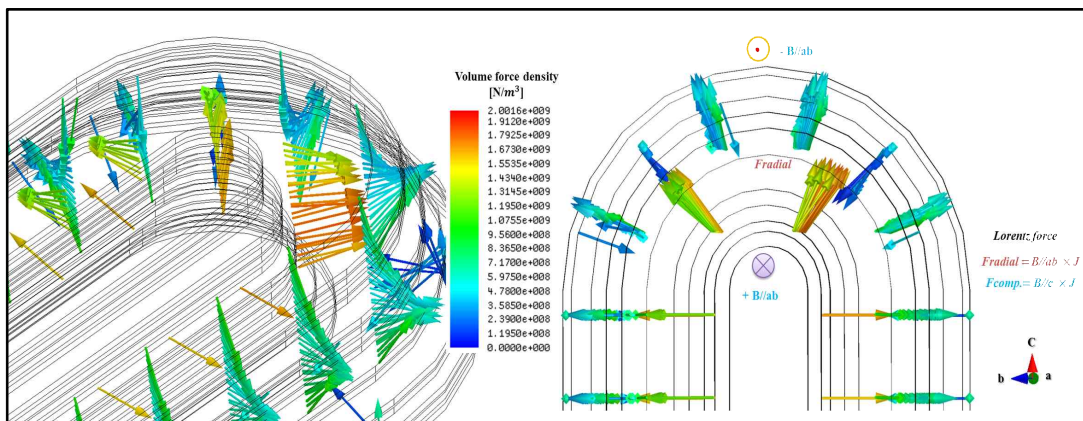 Volume force density
[N/m³]
2.0016e+009
1.9120e+009
1.7925e+009
1.6730e+009
1.5535e+009
1.4340e+009
1.3145e+009
1.1950e+009
1.0755e+009
9.5600e+008
8.3650e+008
7.1700e+008
5.9750e+008
4.7800e+008
3.5850e+008
2.3900e+008
1.1950e+008
0.0000e+000
- B//ab
Fradial
+ B//ab
Lorentz force
Fradial = B//ab × J
Fcomp.= B//c × J
C
b
a